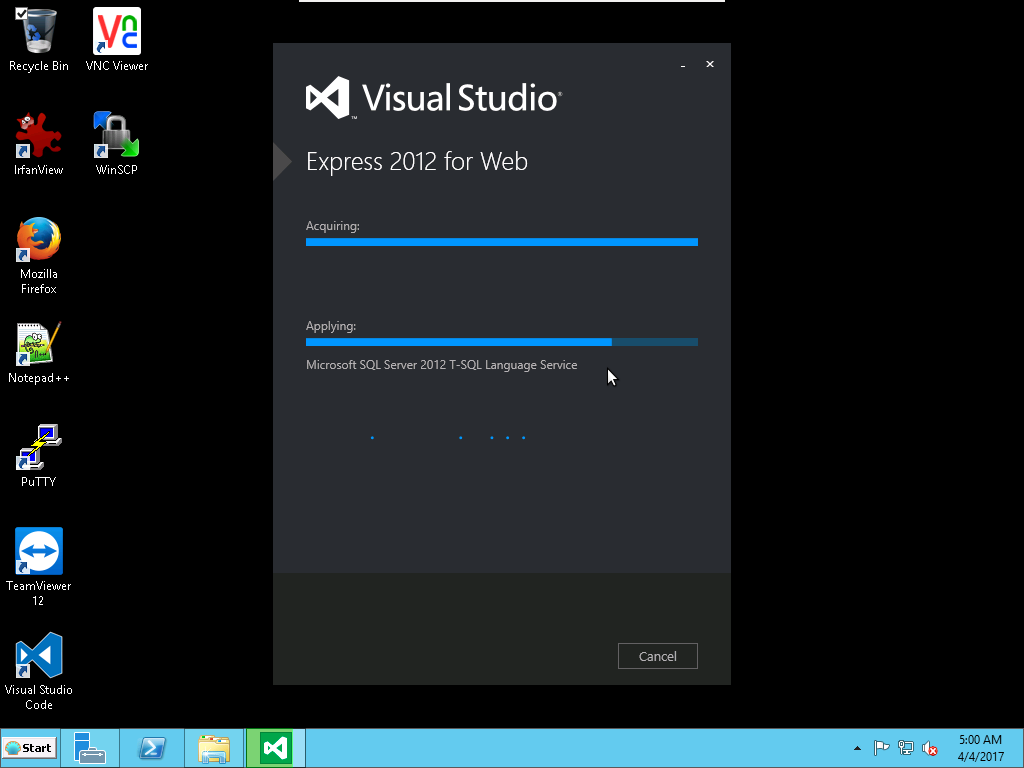 Recycle Bin
VNC Viewer
IrfanView
WinSCP
Mozilla
Firefox
Notepad++
PuTTY
TeamViewer
12
Visual Studio
Code
Visual Studio®
™
Express 2012 for Web
Acquiring:
Applying:
Microsoft SQL Server 2012 T-SQL Language Service
Cancel
Start
5:00 AM
4/4/2017